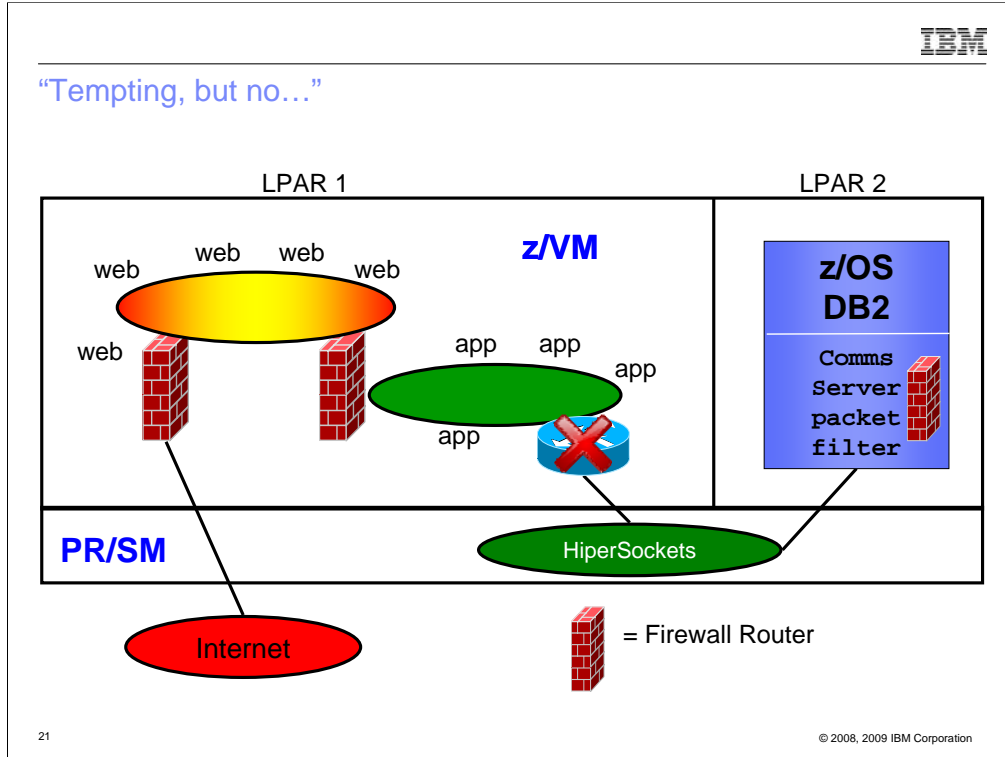 IBM
“Tempting, but no…”
LPAR 1
LPAR 2
z/VM
web
web
web
web
web
app
app
app
app
z/OS
DB2
Comms
Server
packet
filter
PR/SM
HiperSockets
Internet
= Firewall Router
21
© 2008, 2009 IBM Corporation